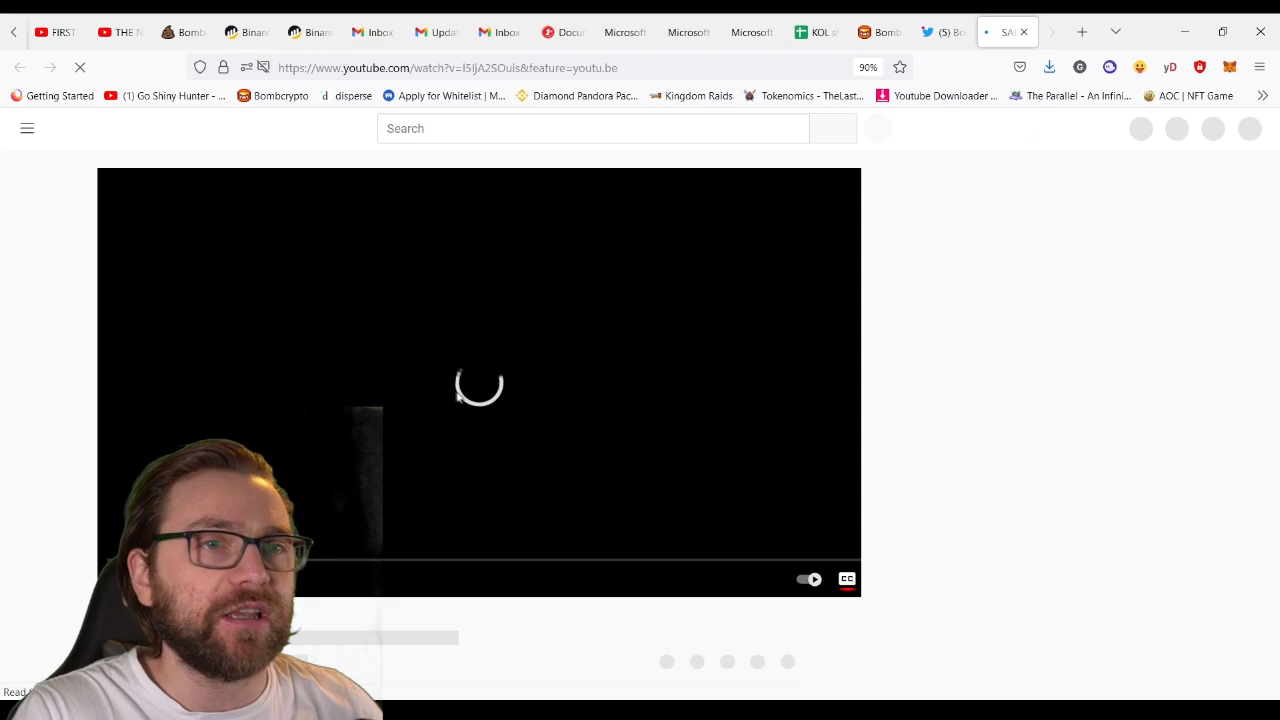 FIRST
THE N
Bomb
Binan
Binanc
Inbox
Updat
Inbox
Docu
Microsoft
Microsoft
Microsoft
KOL s
Bomb
(5) Bo
SA
https://www.youtube.com/watch?v=I5IjA2SOuis&feature=youtu.be
90%
Getting Started
(1) Go Shiny Hunter - ...
Bombcrypto
disperse
Apply for Whitelist | M...
Diamond Pandora Pac...
Kingdom Raids
Tokenomics - TheLast...
Youtube Downloader ...
The Parallel - An Infini...
AOC | NFT Game
Search
CC
Read